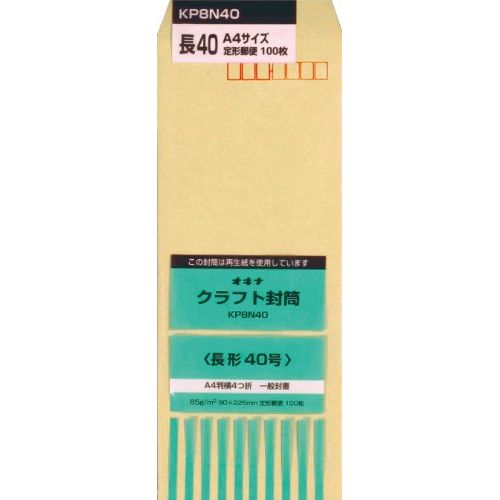 KP8N40
長40 A4サイズ
定形郵便 100枚
この封筒は再生紙を使用しています
オキナ
クラフト封筒
KP8N40
〈長形40号〉
A4判横4つ折 一般封書
85g/m² 90×225mm 定形郵便 100枚